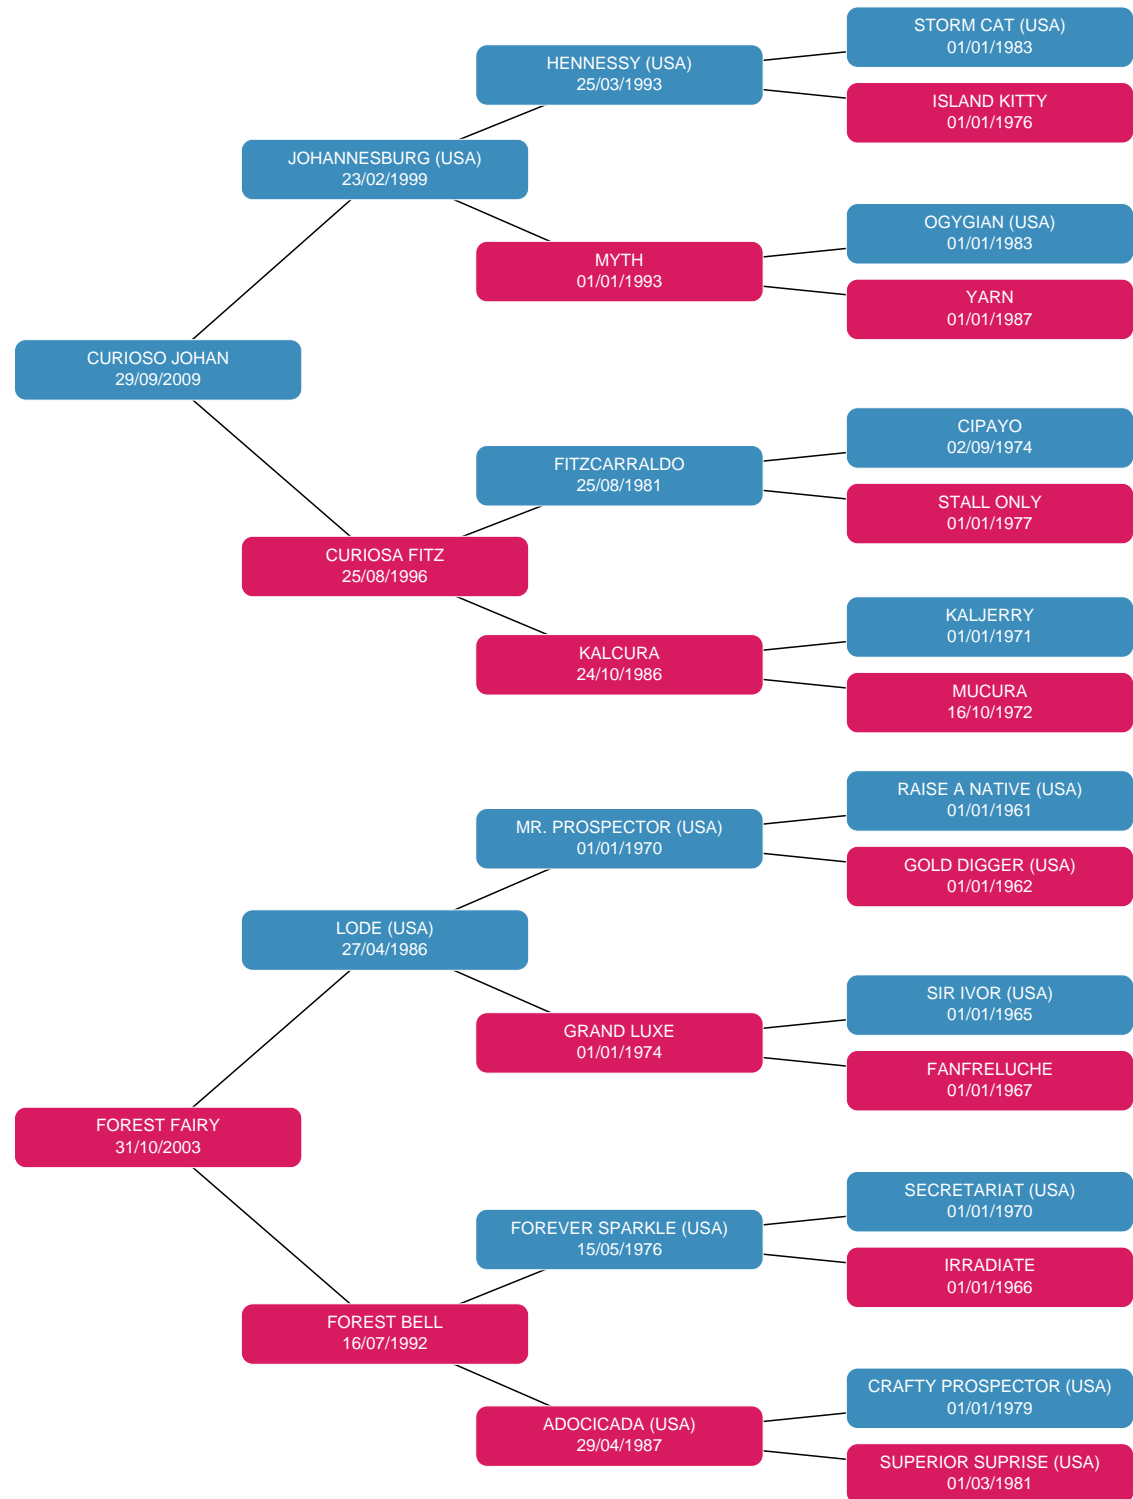 STORM CAT (USA)
01/01/1983
HENNESSY (USA)
25/03/1993
ISLAND KITTY
01/01/1976
JOHANNESBURG (USA)
23/02/1999
OGYGIAN (USA)
01/01/1983
MYTH
01/01/1993
YARN
01/01/1987
CURIOSO JOHAN
29/09/2009
CIPAYO
02/09/1974
FITZCARRALDO
25/08/1981
STALL ONLY
01/01/1977
CURIOSA FITZ
25/08/1996
KALJERRY
01/01/1971
KALCURA
24/10/1986
MUCURA
16/10/1972
RAISE A NATIVE (USA)
01/01/1961
MR. PROSPECTOR (USA)
01/01/1970
GOLD DIGGER (USA)
01/01/1962
LODE (USA)
27/04/1986
SIR IVOR (USA)
01/01/1965
GRAND LUXE
01/01/1974
FANFRELUCHE
01/01/1967
FOREST FAIRY
31/10/2003
SECRETARIAT (USA)
01/01/1970
FOREVER SPARKLE (USA)
15/05/1976
IRRADIATE
01/01/1966
FOREST BELL
16/07/1992
CRAFTY PROSPECTOR (USA)
01/01/1979
ADOCICADA (USA)
29/04/1987
SUPERIOR SUPRISE (USA)
01/03/1981